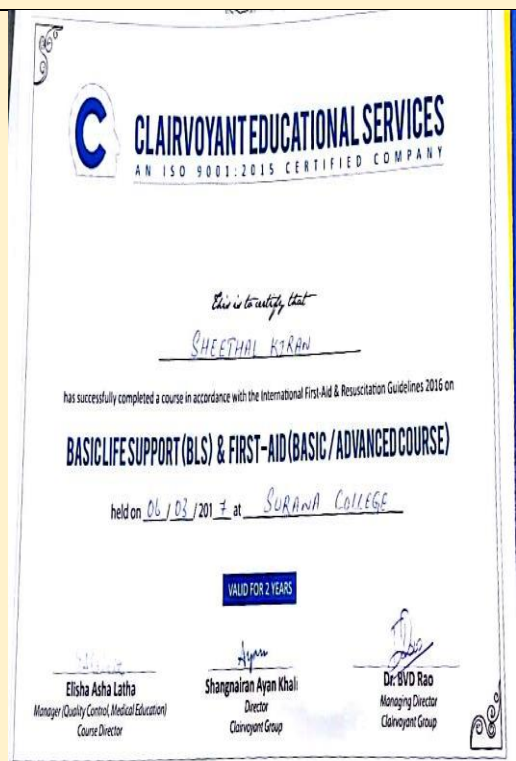 C
CLAIRVOYANT EDUCATIONAL SERVICES
AN ISO 9001:2015 CERTIFIED COMPANY
This is to certify that
SHEETHAL KIRAN
has successfully completed a course in accordance with the International First-Aid & Resuscitation Guidelines 2016 on
BASIC LIFE SUPPORT (BLS) & FIRST-AID (BASIC / ADVANCED COURSE)
held on 06 / 03 / 2017 at SURANA COLLEGE
VALID FOR 2 YEARS
Elisha Asha Latha
Manager (Quality Control, Medical Education)
Course Director
Ayan
Shangnairan Ayan Khali
Director
Clairvoyant Group
Dr. BVD Rao
Managing Director
Clairvoyant Group